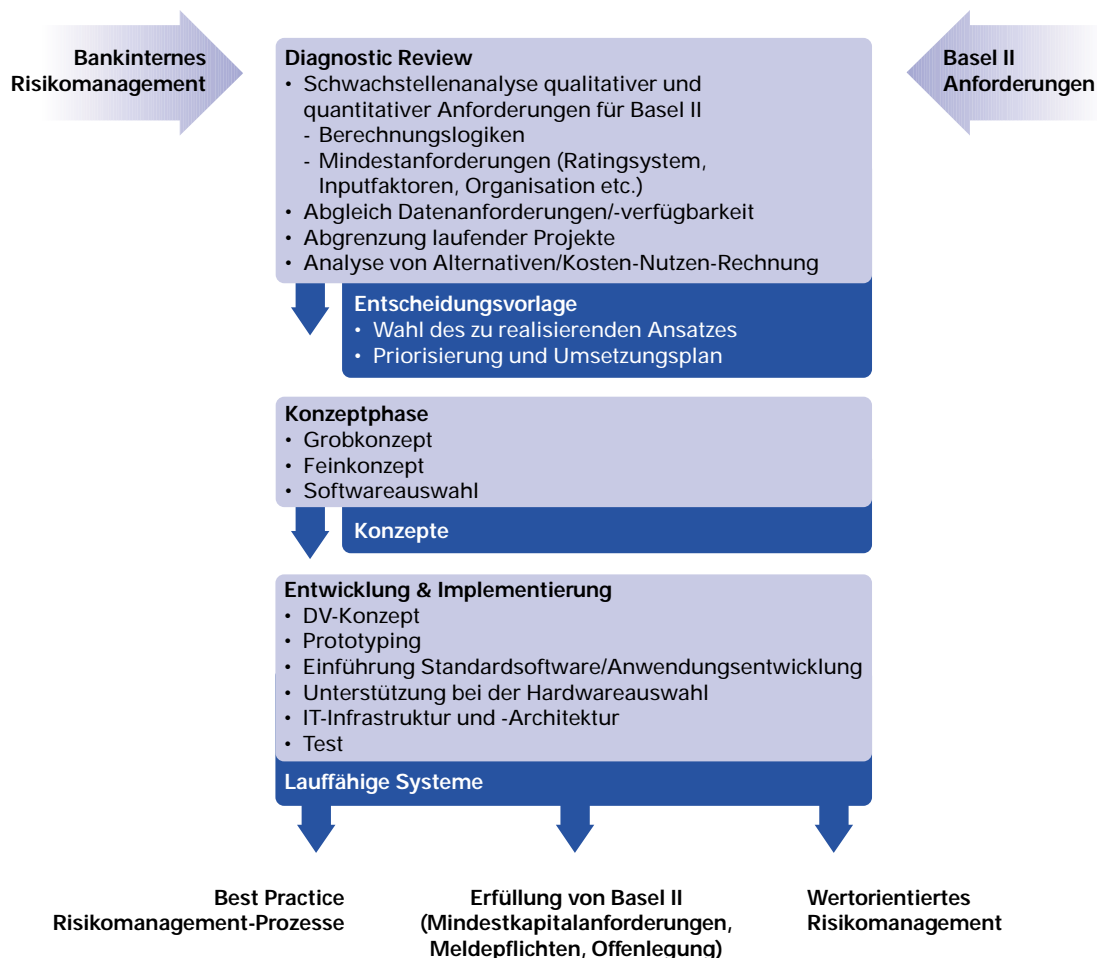 Bankinternes
Risikomanagement
Basel II
Anforderungen
Diagnostic Review
• Schwachstellenanalyse qualitativer und
quantitativer Anforderungen für Basel II
- Berechnungslogiken
- Mindestanforderungen (Ratingsystem,
Inputfaktoren, Organisation etc.)
• Abgleich Datenanforderungen/-verfügbarkeit
• Abgrenzung laufender Projekte
• Analyse von Alternativen/Kosten-Nutzen-Rechnung
Entscheidungsvorlage
• Wahl des zu realisierenden Ansatzes
• Priorisierung und Umsetzungsplan
Konzeptphase
• Grobkonzept
• Feinkonzept
• Softwareauswahl
Konzepte
Entwicklung & Implementierung
• DV-Konzept
• Prototyping
• Einführung Standardsoftware/Anwendungsentwicklung
• Unterstützung bei der Hardwareauswahl
• IT-Infrastruktur und -Architektur
• Test
Lauffähige Systeme
Best Practice
Risikomanagement-Prozesse
Erfüllung von Basel II
(Mindestkapitalanforderungen,
Meldepflichten, Offenlegung)
Wertorientiertes
Risikomanagement